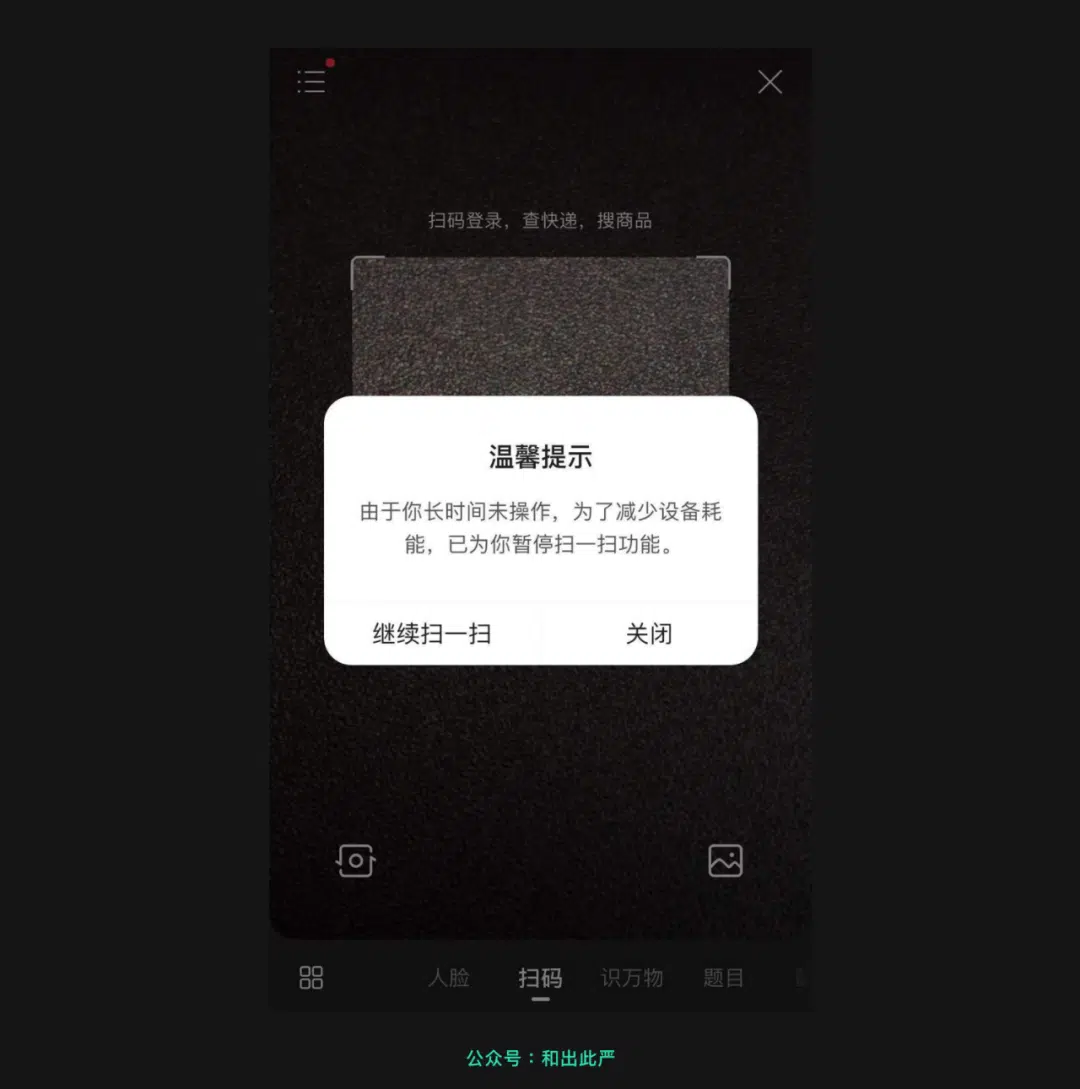 扫码登录，查快递，搜商品
温馨提示
由于你长时间未操作，为了减少设备耗
能，已为你暂停扫一扫功能。
继续扫一扫 关闭
人脸 扫码 识万物 题目
公众号：和出此严